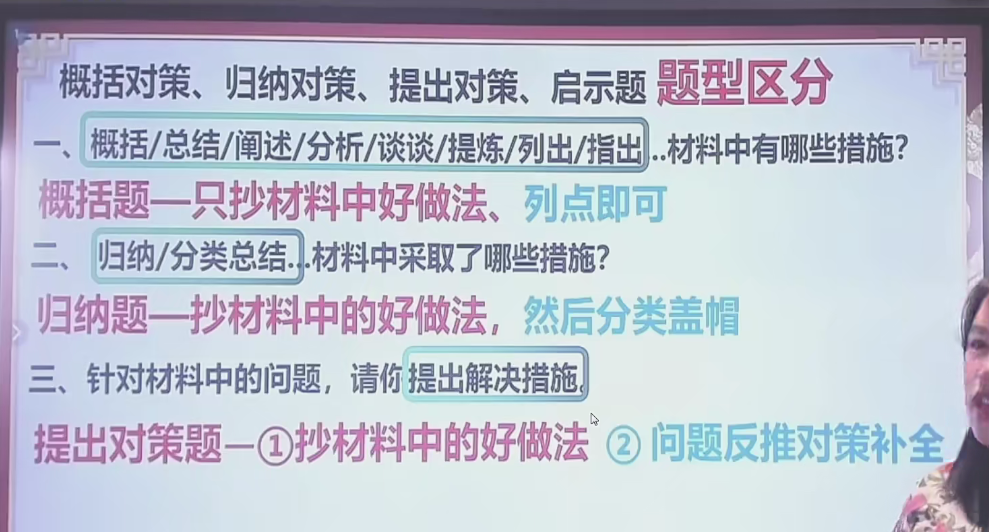 概括对策、归纳对策、提出对策、启示题 题型区分
一、概括/总结/阐述/分析/谈谈/提炼/列出/指出...材料中有哪些措施？
概括题—只抄材料中好做法、列点即可
二、归纳/分类总结...材料中采取了哪些措施？
归纳题—抄材料中的好做法，然后分类盖帽
三、针对材料中的问题，请你提出解决措施。
提出对策题—①抄材料中的好做法 ② 问题反推对策补全